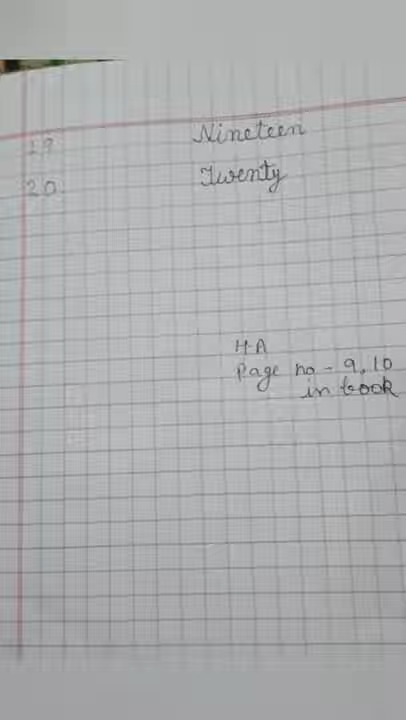 19 Nineteen
20 Twenty
H.A
Page no - 9, 10
in book